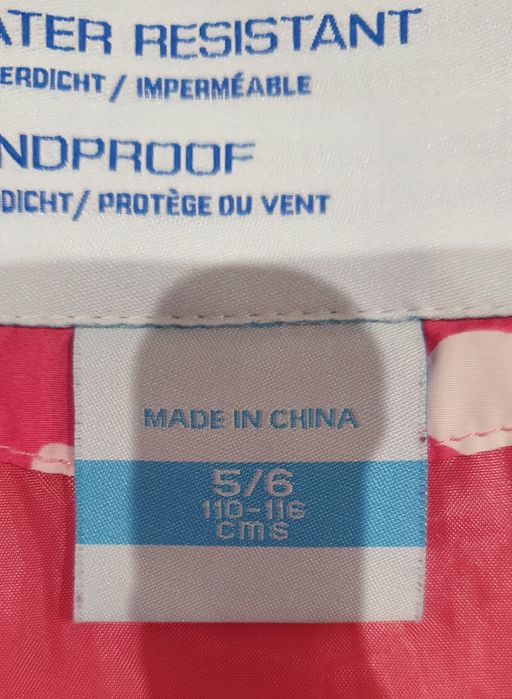 ATER RESISTANT
ERDICHT / IMPERMÉABLE
NDPROOF
DICHT / PROTÈGE DU VENT
MADE IN CHINA
5/6
110-116
cms